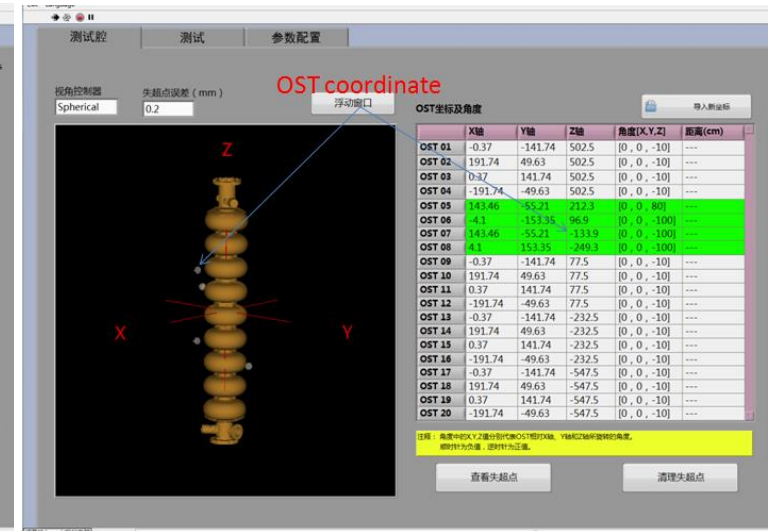 测试腔 测试 参数配置
OST coordinate
视角控制器 失超点误差(mm)
Spherical 0.2 浮动窗口
OST坐标及角度 导入新坐标
X轴 Y轴 Z轴 角度[X,Y,Z] 距离(cm)
OST 01 -0.37 -141.74 502.5 [0 , 0 , -10] ---
OST 02 191.74 49.63 502.5 [0 , 0 , -10] ---
OST 03 0.37 141.74 502.5 [0 , 0 , -10] ---
OST 04 -191.74 -49.63 502.5 [0 , 0 , -10] ---
OST 05 143.46 -55.21 212.3 [0 , 0 , 80] ---
OST 06 -4.1 -153.35 96.9 [0 , 0 , -100] ---
OST 07 143.46 -55.21 -133.9 [0 , 0 , -100] ---
OST 08 4.1 153.35 -249.3 [0 , 0 , -100] ---
OST 09 -0.37 -141.74 77.5 [0 , 0 , -10] ---
OST 10 191.74 49.63 77.5 [0 , 0 , -10] ---
OST 11 0.37 141.74 77.5 [0 , 0 , -10] ---
OST 12 -191.74 -49.63 77.5 [0 , 0 , -10] ---
OST 13 -0.37 -141.74 -232.5 [0 , 0 , -10] ---
OST 14 191.74 49.63 -232.5 [0 , 0 , -10] ---
OST 15 0.37 141.74 -232.5 [0 , 0 , -10] ---
OST 16 -191.74 -49.63 -232.5 [0 , 0 , -10] ---
OST 17 -0.37 -141.74 -547.5 [0 , 0 , -10] ---
OST 18 191.74 49.63 -547.5 [0 , 0 , -10] ---
OST 19 0.37 141.74 -547.5 [0 , 0 , -10] ---
OST 20 -191.74 -49.63 -547.5 [0 , 0 , -10] ---
Z
X Y
注释：角度中的X,Y,Z值分别代表OST相对X轴、Y轴和Z轴所旋转的角度。
顺时针为负值，逆时针为正值。
查看失超点 清理失超点